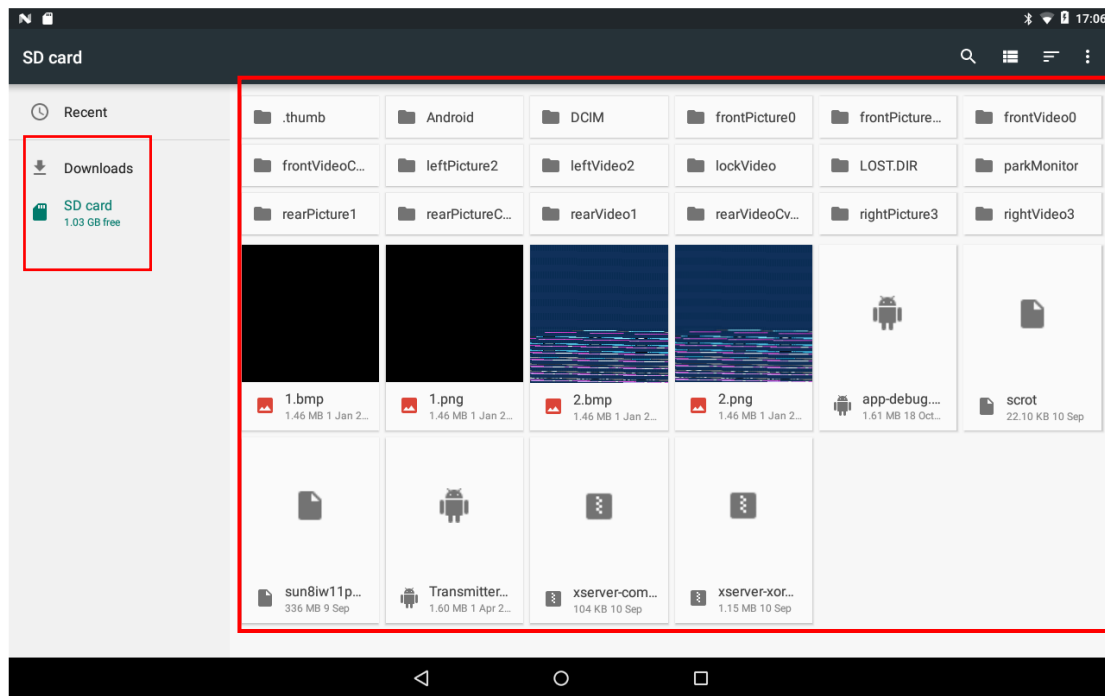 17:06
SD card
Recent
Downloads
SD card
1.03 GB free
.thumb
Android
DCIM
frontPicture0
frontPicture...
frontVideo0
frontVideoC...
leftPicture2
leftVideo2
lockVideo
LOST.DIR
parkMonitor
rearPicture1
rearPictureC...
rearVideo1
rearVideoCv...
rightPicture3
rightVideo3
1.bmp
1.46 MB 1 Jan 2...
1.png
1.46 MB 1 Jan 2...
2.bmp
1.46 MB 1 Jan 2...
2.png
1.46 MB 1 Jan 2...
app-debug....
1.61 MB 18 Oct...
scrot
22.10 KB 10 Sep
sun8iw11p...
336 MB 9 Sep
Transmitter...
1.60 MB 1 Apr 2...
xserver-com...
104 KB 10 Sep
xserver-xor...
1.15 MB 10 Sep